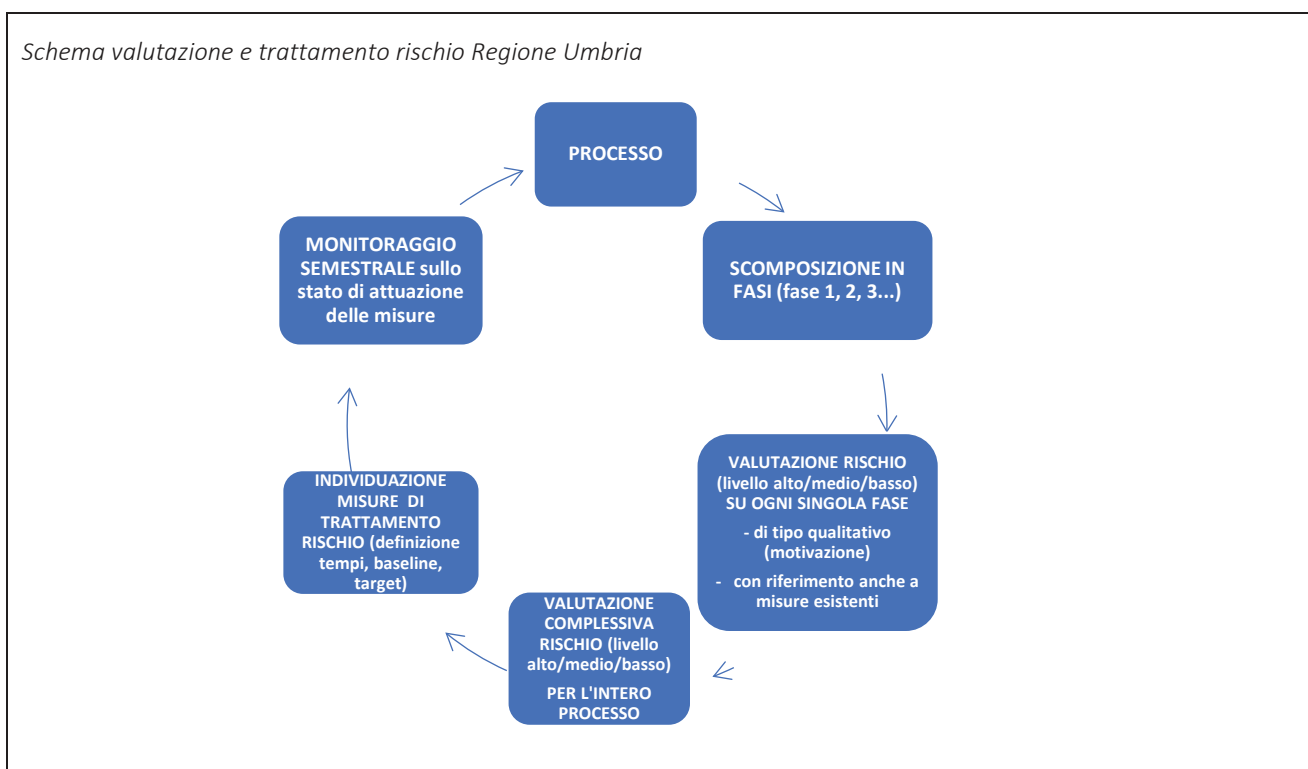 Schema valutazione e trattamento rischio Regione Umbria
PROCESSO
SCOMPOSIZIONE IN
FASI (fase 1, 2, 3...)
VALUTAZIONE RISCHIO
(livello alto/medio/basso)
SU OGNI SINGOLA FASE
- di tipo qualitativo
(motivazione)
- con riferimento anche a
misure esistenti
VALUTAZIONE
COMPLESSIVA
RISCHIO (livello
alto/medio/basso)
PER L'INTERO
PROCESSO
INDIVIDUAZIONE
MISURE DI
TRATTAMENTO
RISCHIO (definizione
tempi, baseline,
target)
MONITORAGGIO
SEMESTRALE sullo
stato di attuazione
delle misure